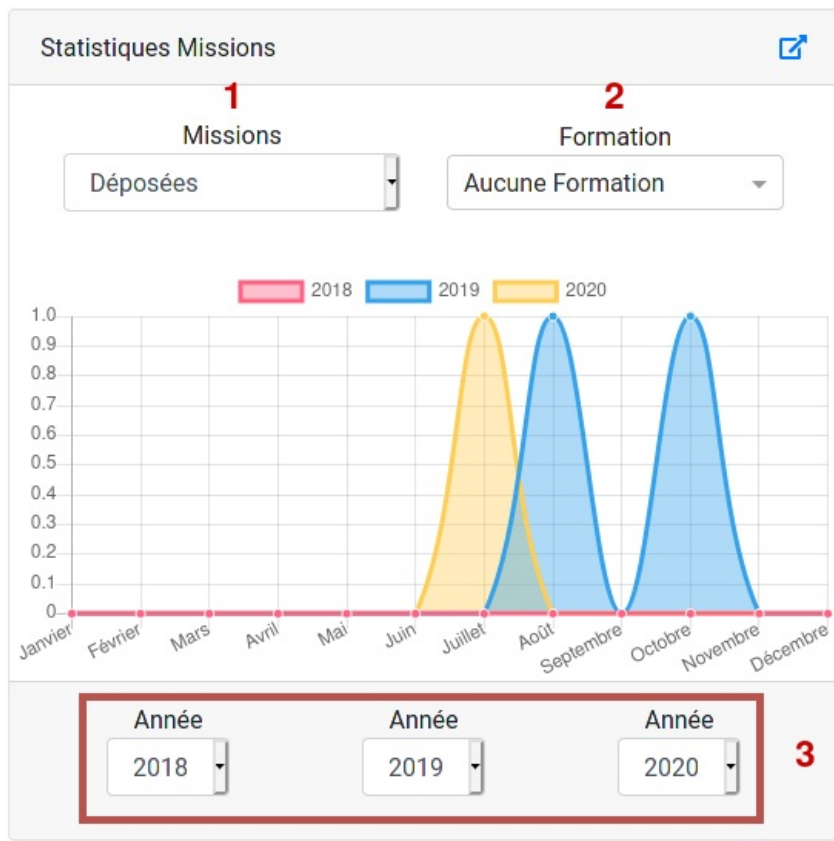 Statistiques Missions
1 2
Missions Formation
Déposées Aucune Formation
2018 2019 2020
1.0
0.9
0.8
0.7
0.6
0.5
0.4
0.3
0.2
0.1
0
Janvier Février Mars Avril Mai Juin Juillet Août Septembre Octobre Novembre Décembre
Année Année Année
2018 2019 2020 3